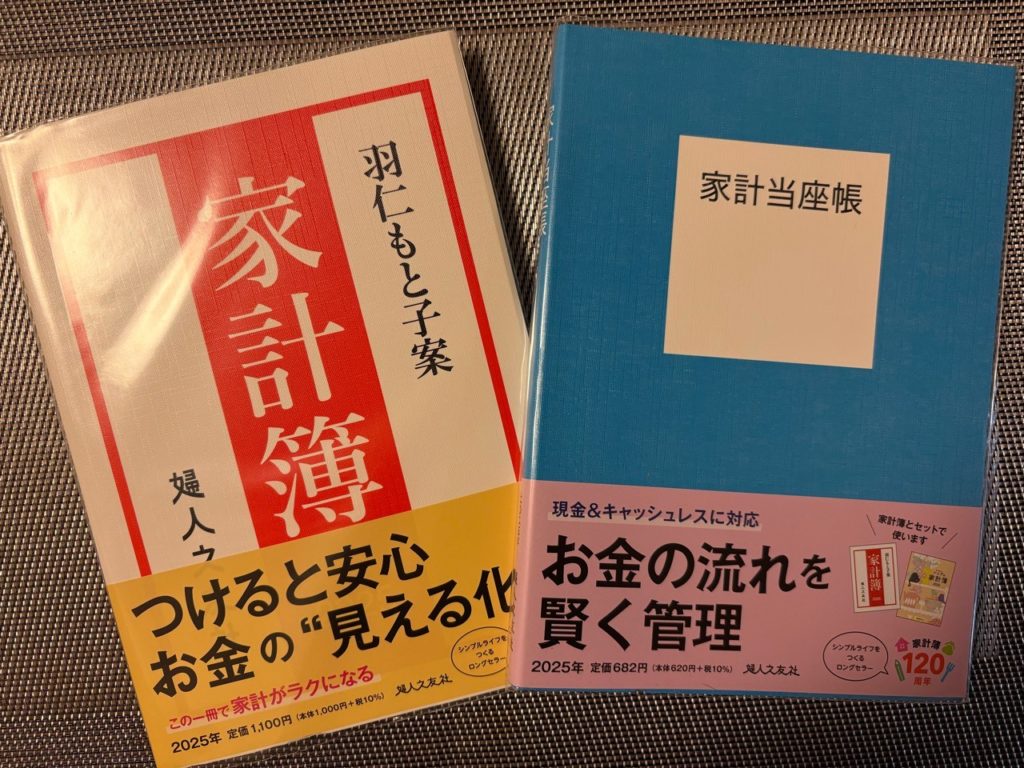 羽仁もと子案
家計簿
婦人之
つけると安心
お金の“見える化
シンプルライフを
つくる
ロングセラー
この一冊で家計がラクになる
2025年 定価1,100円(本体1,000円+税10%)
婦人之友社
家計当座帳
現金&キャッシュレスに対応
お金の流れを
賢く管理
家計簿とセットで
使います
家計簿
家計簿
シンプルライフを
つくる
ロングセラー
家計簿
120
周年
2025年 定価682円(本体620円+税10%)
婦人之友社